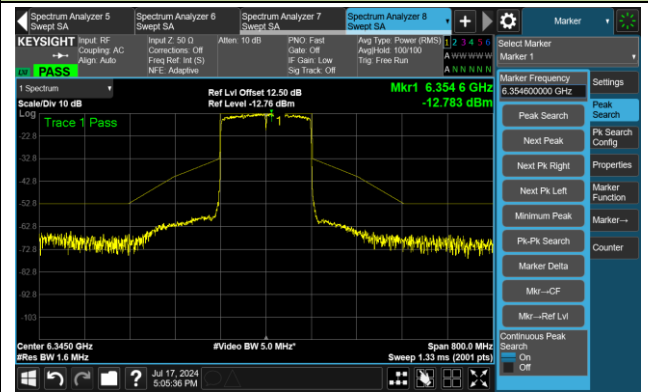 Spectrum Analyzer 5
Swept SA
Spectrum Analyzer 6
Swept SA
Spectrum Analyzer 7
Swept SA
Spectrum Analyzer 8
Swept SA
Marker
KEYSIGHT
Input: RF
Coupling: AC
Align: Auto
Input Z: 50 Ω
Corrections: Off
Freq Ref: Int (S)
NFE: Adaptive
Atten: 10 dB
PNO: Fast
Gate: Off
IF Gain: Low
Sig Track: Off
Avg Type: Power (RMS)
Avg|Hold: 100/100
Trig: Free Run
1 2 3 4 5 6
A W W W W W
A N N N N N
PASS
Select Marker
Marker 1
1 Spectrum
Scale/Div 10 dB
Ref Lvl Offset 12.50 dB
Ref Level -12.76 dBm
Mkr1 6.354 6 GHz
-12.783 dBm
Log
Trace 1 Pass
1
-22.8
-32.8
-42.8
-52.8
-62.8
-72.8
-82.8
-92.8
-103
Center 6.3450 GHz
#Res BW 1.6 MHz
#Video BW 5.0 MHz*
Span 800.0 MHz
Sweep 1.33 ms (2001 pts)
Marker Frequency
6.354600000 GHz
Peak Search
Next Peak
Next Pk Right
Next Pk Left
Minimum Peak
Pk-Pk Search
Marker Delta
Mkr→CF
Mkr→Ref Lvl
Continuous Peak
Search
On
Off
Settings
Peak
Search
Pk Search
Config
Properties
Marker
Function
Marker→
Counter
Jul 17, 2024
5:05:36 PM